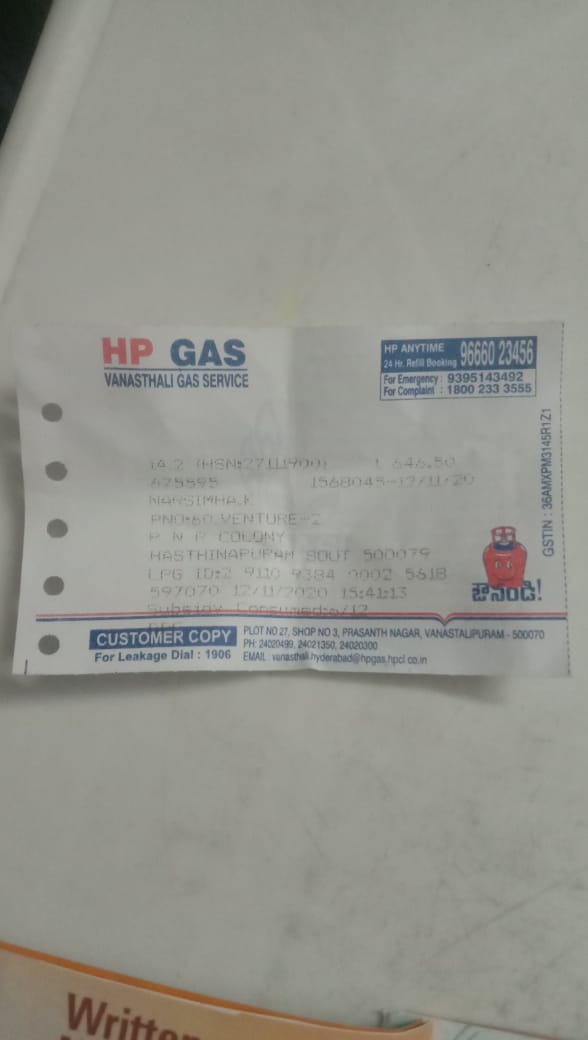 HP GAS
VANASTHALI GAS SERVICE
HP ANYTIME
24 Hr. Refill Booking 96660 23456
For Emergency : 9395143492
For Complaint : 1800 233 3555
14.2 (HSN:27111900) 1 646.50
675595 1568045-12/11/20
NARSIMHA.K
PNO:60,VENTURE-2
P N R COLONY
HASTHINAPURAM SOUT 500079
LPG ID:2 9110 9384 0002 5618
597070 12/11/2020 15:41:13
Subsidy Consumed:6/12
GSTIN : 36AMXPM3145R1Z1
ఔనండి!
CUSTOMER COPY
For Leakage Dial : 1906
PLOT NO 27, SHOP NO 3, PRASANTH NAGAR, VANASTALIPURAM - 500070
PH: 24020499, 24021350, 24020300
EMAIL : vanasthali.hyderabad@hpgas.hpcl.co.in
Written